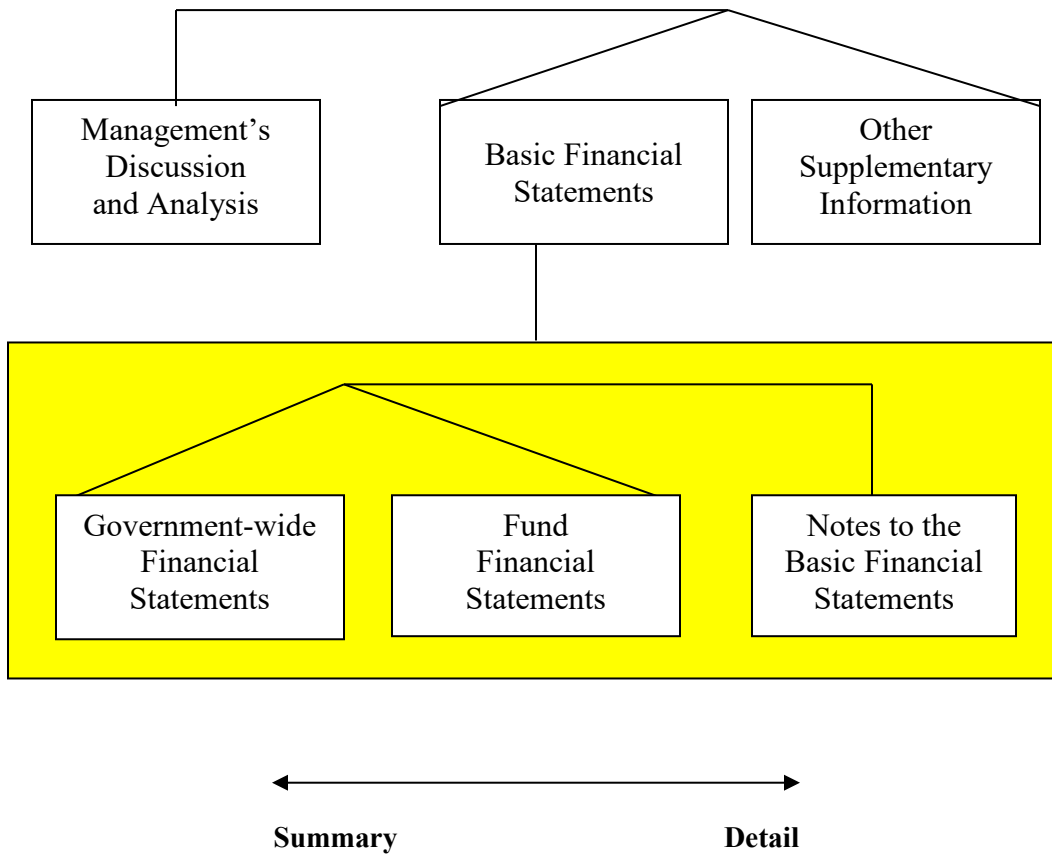 Management’s
Discussion
and Analysis
Basic Financial
Statements
Other
Supplementary
Information
Government-wide
Financial
Statements
Fund
Financial
Statements
Notes to the
Basic Financial
Statements
Summary
Detail